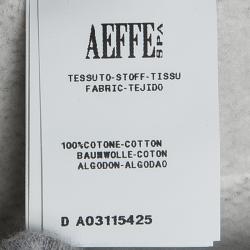 AEFFE SPA
TESSUTO-STOFF-TISSU
FABRIC-TEJIDO
100%COTONE-COTTON
BAUMWOLLE-COTON
ALGODON-ALGODAO
D A03115425